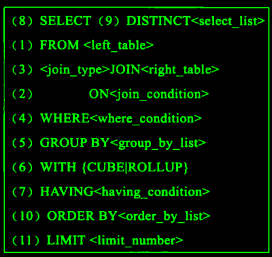 (8) SELECT (9) DISTINCT<select_list>
(1) FROM <left_table>
(3) <join_type>JOIN<right_table>
(2) ON<join_condition>
(4) WHERE<where_condition>
(5) GROUP BY<group_by_list>
(6) WITH {CUBE|ROLLUP}
(7) HAVING<having_condition>
(10) ORDER BY<order_by_list>
(11) LIMIT <limit_number>